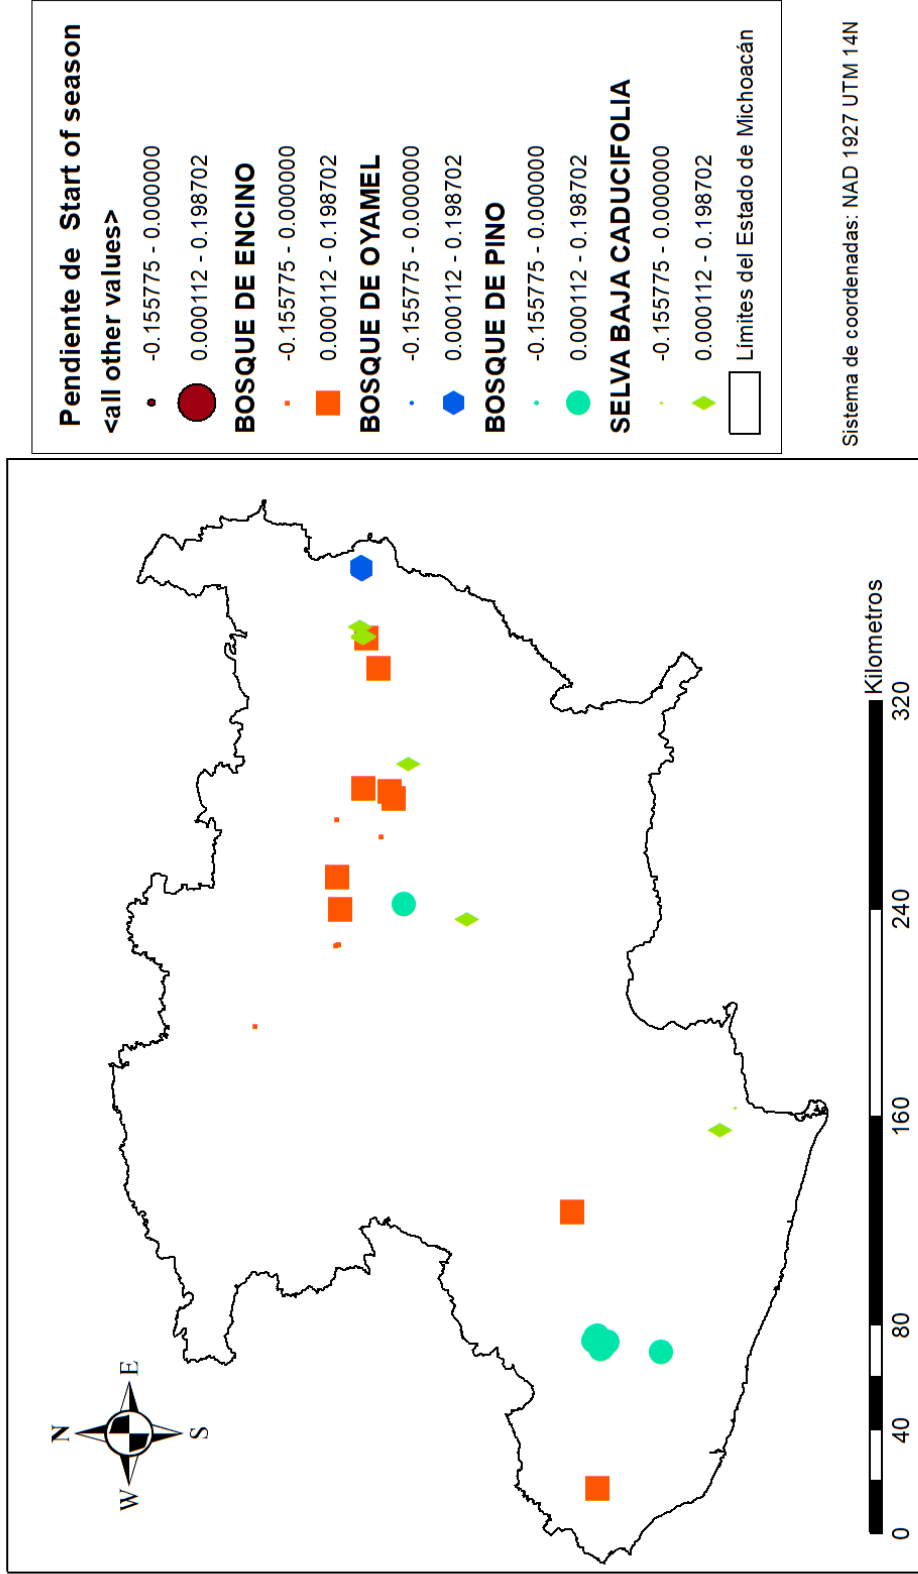 N
W
E
S
0
40
80
160
240
320
Kilometros
Pendiente de Start of season
<all other values>
-0.155775 - 0.000000
0.000112 - 0.198702
BOSQUE DE ENCINO
-0.155775 - 0.000000
0.000112 - 0.198702
BOSQUE DE OYAMEL
-0.155775 - 0.000000
0.000112 - 0.198702
BOSQUE DE PINO
-0.155775 - 0.000000
0.000112 - 0.198702
SELVA BAJA CADUCIFOLIA
-0.155775 - 0.000000
0.000112 - 0.198702
Límites del Estado de Michoacán
Sistema de coordenadas: NAD 1927 UTM 14N